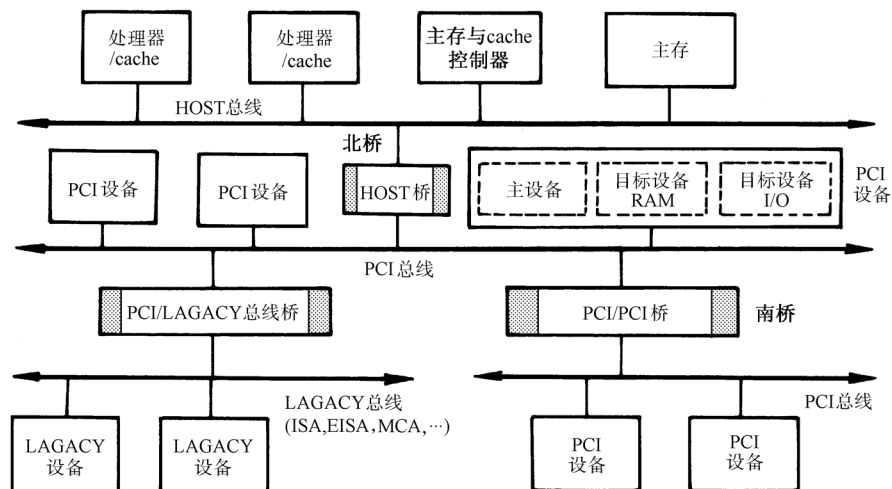 处理器
/cache
处理器
/cache
主存与cache
控制器
主存
HOST总线
北桥
PCI设备
PCI设备
HOST桥
主设备
目标设备
RAM
目标设备
I/O
PCI
设备
PCI总线
PCI/LAGACY总线桥
PCI/PCI桥
南桥
LAGACY总线
(ISA,EISA,MCA,…)
PCI总线
LAGACY
设备
LAGACY
设备
PCI
设备
PCI
设备